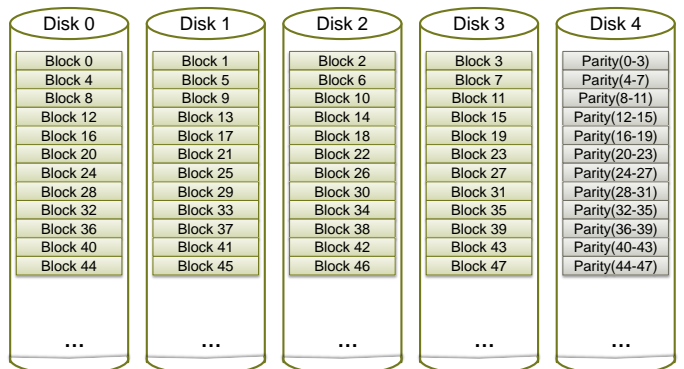 Disk 0 Disk 1 Disk 2 Disk 3 Disk 4
Block 0 Block 1 Block 2 Block 3 Parity(0-3)
Block 4 Block 5 Block 6 Block 7 Parity(4-7)
Block 8 Block 9 Block 10 Block 11 Parity(8-11)
Block 12 Block 13 Block 14 Block 15 Parity(12-15)
Block 16 Block 17 Block 18 Block 19 Parity(16-19)
Block 20 Block 21 Block 22 Block 23 Parity(20-23)
Block 24 Block 25 Block 26 Block 27 Parity(24-27)
Block 28 Block 29 Block 30 Block 31 Parity(28-31)
Block 32 Block 33 Block 34 Block 35 Parity(32-35)
Block 36 Block 37 Block 38 Block 39 Parity(36-39)
Block 40 Block 41 Block 42 Block 43 Parity(40-43)
Block 44 Block 45 Block 46 Block 47 Parity(44-47)
... ... ... ... ...